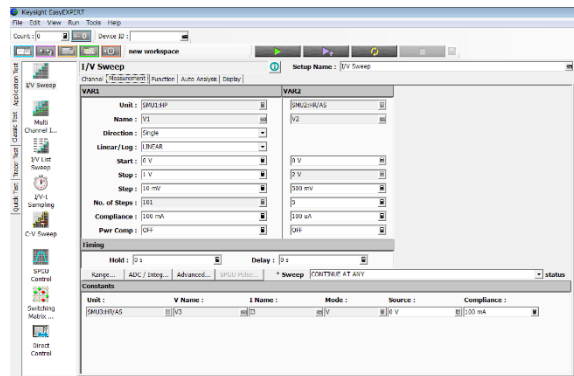 Keysight EasyEXPERT
File Edit View Run Tools Help
Count : 0 Device ID :
new workspace
I/V Sweep Setup Name : I/V Sweep
Channel Measurement Function Auto Analysis Display
Application Test
Classic Test
Tracer Test
Quick Test
I/V Sweep
Multi
Channel I...
I/V List
Sweep
I/V-t
Sampling
C-V Sweep
SPGU
Control
Switching
Matrix ...
Direct
Control
VAR1 VAR2
Unit : SMU1:HP SMU2:HR/AS
Name : V1 V2
Direction : Single
Linear/Log : LINEAR
Start : 0 V 0 V
Stop : 1 V 2 V
Step : 10 mV 500 mV
No. of Steps : 101 5
Compliance : 100 mA 100 uA
Pwr Comp : OFF OFF
Timing
Hold : 0 s Delay : 0 s
Range... ADC / Integ... Advanced... SPGU Pulse... * Sweep CONTINUE AT ANY status
Constants
Unit : V Name : I Name : Mode : Source : Compliance :
SMU3:HR/AS V3 I3 V 0 V 100 mA